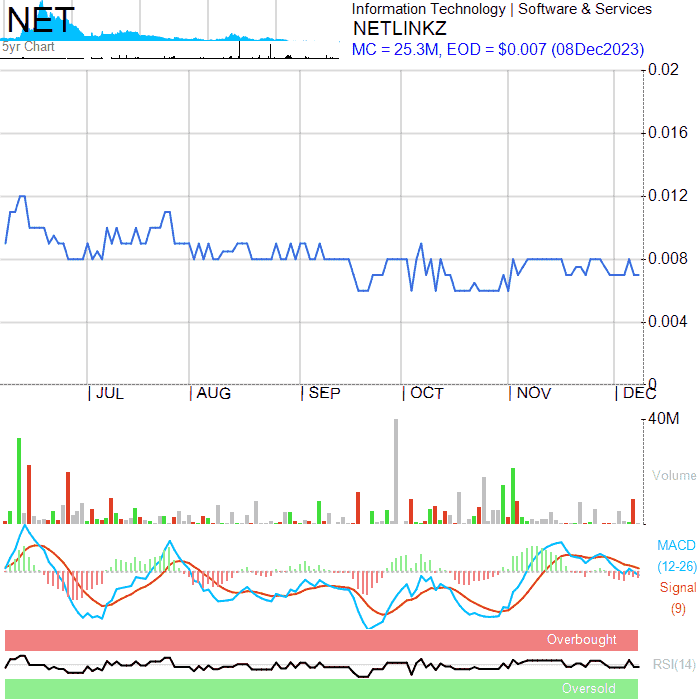 NET
5yr Chart
Information Technology | Software & Services
NETLINKZ
MC = 25.3M, EOD = $0.007 (08Dec2023)
0.02
0.016
0.012
0.008
0.004
0
JUL AUG SEP OCT NOV DEC
40M
Volume
MACD
(12-26)
Signal
(9)
Overbought
RSI(14)
Oversold